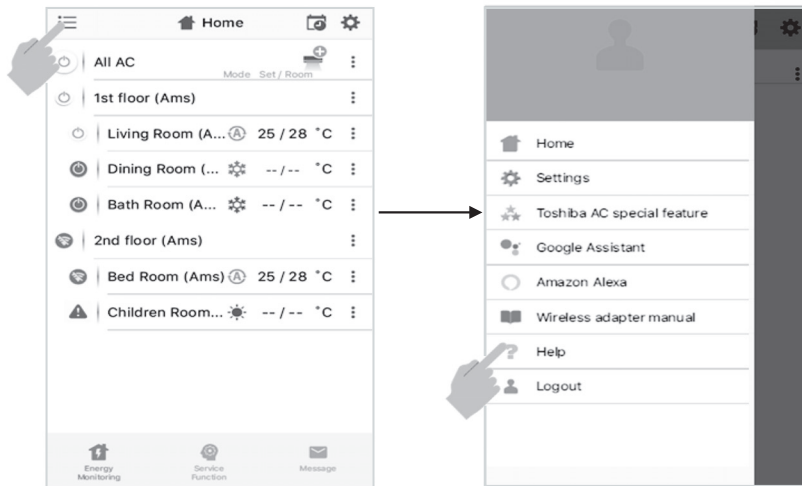 Home
All AC
Mode Set / Room
1st floor (Ams)
Living Room (A... A 25 / 28 °C
Dining Room (... -- / -- °C
Bath Room (A... -- / -- °C
2nd floor (Ams)
Bed Room (Ams) A 25 / 28 °C
Children Room... -- / -- °C
Energy Monitoring
Service Function
Message
Home
Settings
Toshiba AC special feature
Google Assistant
Amazon Alexa
Wireless adapter manual
Help
Logout